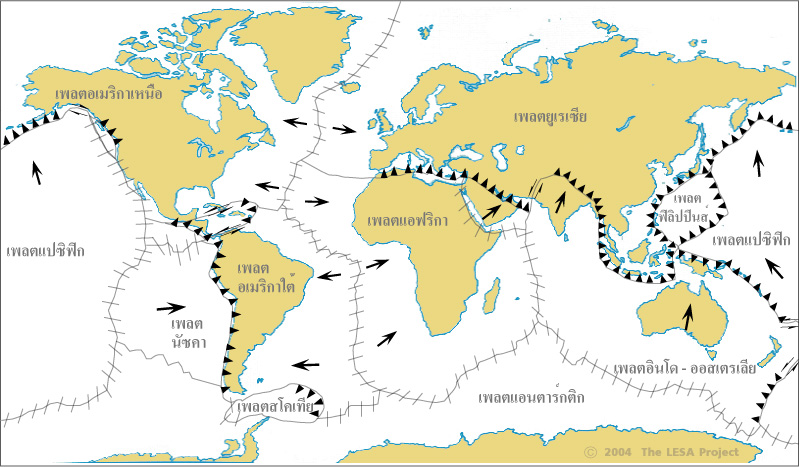 เพลตอเมริกาเหนือ
เพลตยูเรเซีย
เพลต
ฟิลิปปินส์
เพลตแอฟริกา
เพลตแปซิฟิก
เพลตแปซิฟิก
เพลต
อเมริกาใต้
เพลต
นัซคา
เพลตอินโด - ออสเตรเลีย
เพลตสโคเทีย
เพลตแอนตาร์กติก
© 2004 The LESA Project